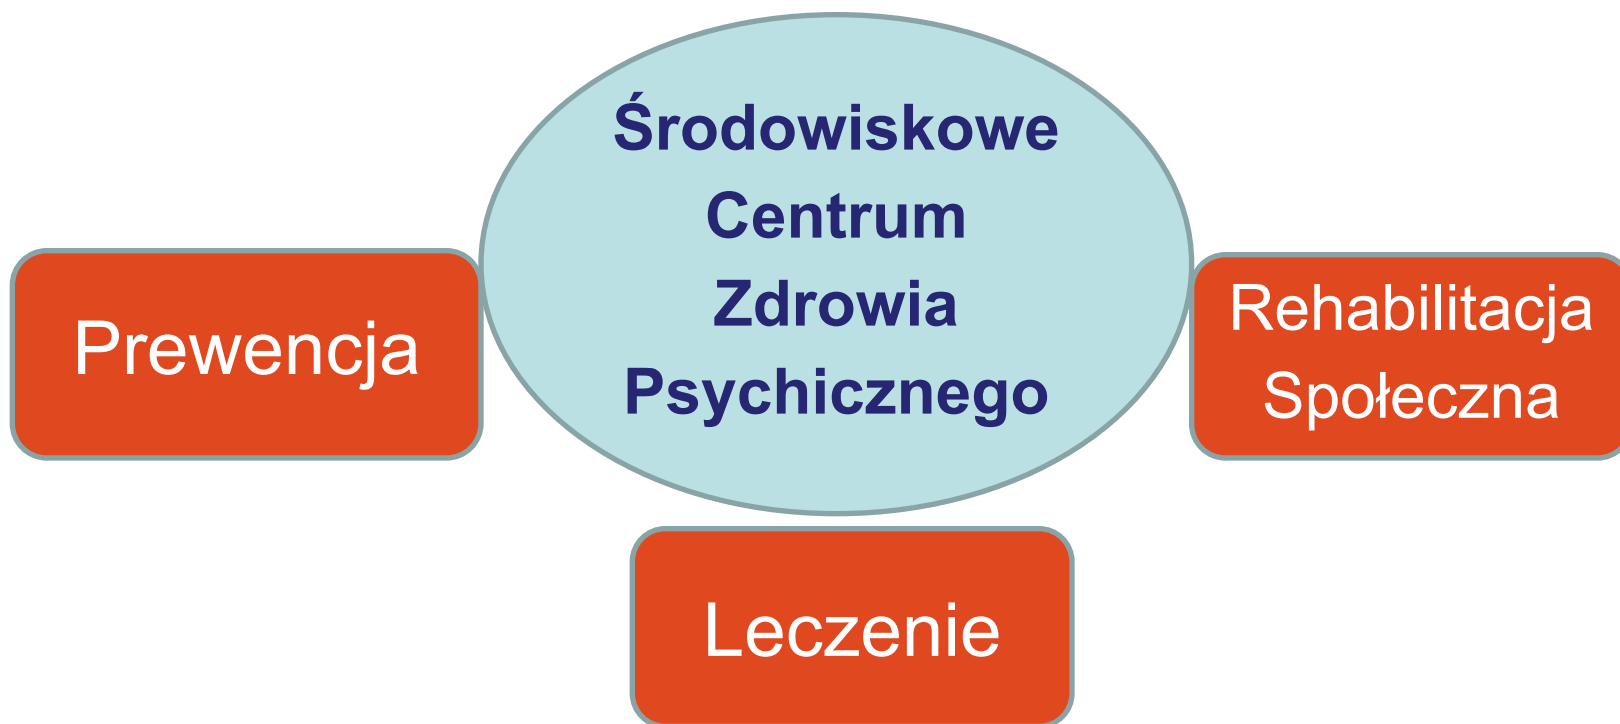 Środowiskowe
Centrum
Zdrowia
Psychicznego
Prewencja
Rehabilitacja
Społeczna
Leczenie